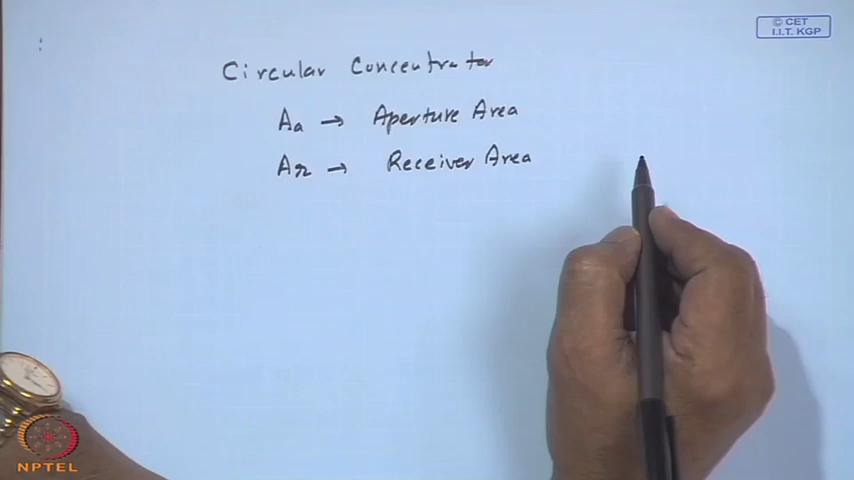 © CET
I.I.T. KGP
Circular Concentrator
Aa → Aperture Area
Ar → Receiver Area
NPTEL